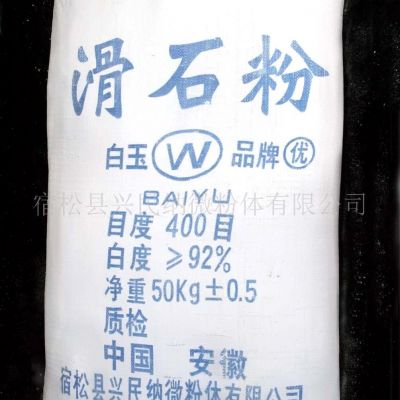 滑石粉
白玉 W 品牌 优
BAIYU
宿松县兴民纳微粉体有限公司
目度 400目
白度 ≥92%
净重 50Kg±0.5
质检
中国 安徽
宿松县兴民纳微粉体有限公司